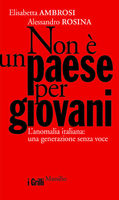 Elisabetta AMBROSI
Alessandro ROSINA
Non è
un paese
per
giovani
L'anomalia italiana:
una generazione senza voce
i Grilli Marsilio